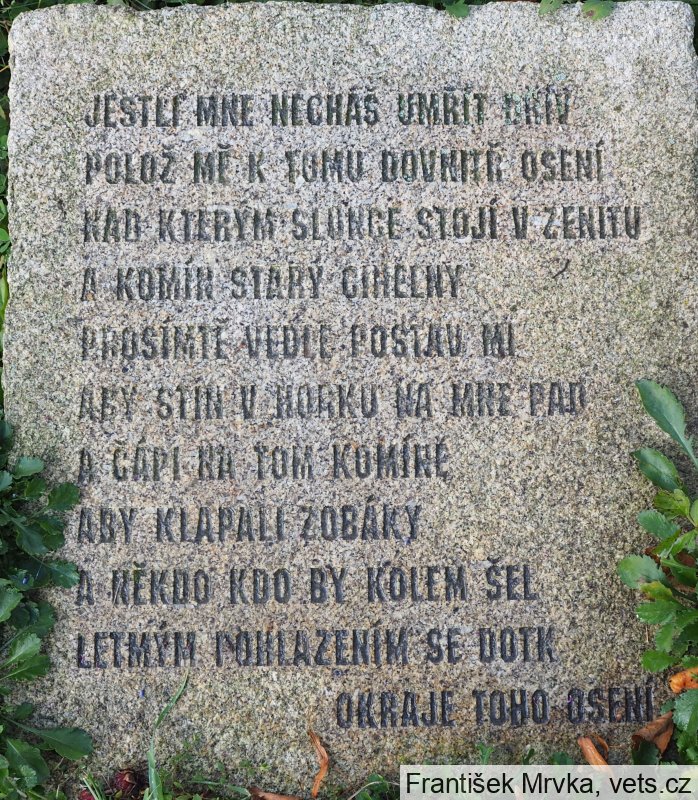 JESTLI MNE NECHÁŠ UMŘÍT DŘÍV
POLOŽ MĚ K TOMU DOVNITŘ OSENÍ
NAD KTERÝM SLUNCE STOJÍ V ZENITU
A KOMÍN STARÝ CIHELNY
PROSÍMTĚ VEDLE POSTAV MI
ABY STÍN V HORKU NA MNE PAD
A ČÁPI NA TOM KOMÍNĚ
ABY KLAPALI ZOBÁKY
A NĚKDO KDO BY KOLEM ŠEL
LETMÝM POHLAZENÍM SE DOTK
OKRAJE TOHO OSENÍ
František Mrvka, vets.cz